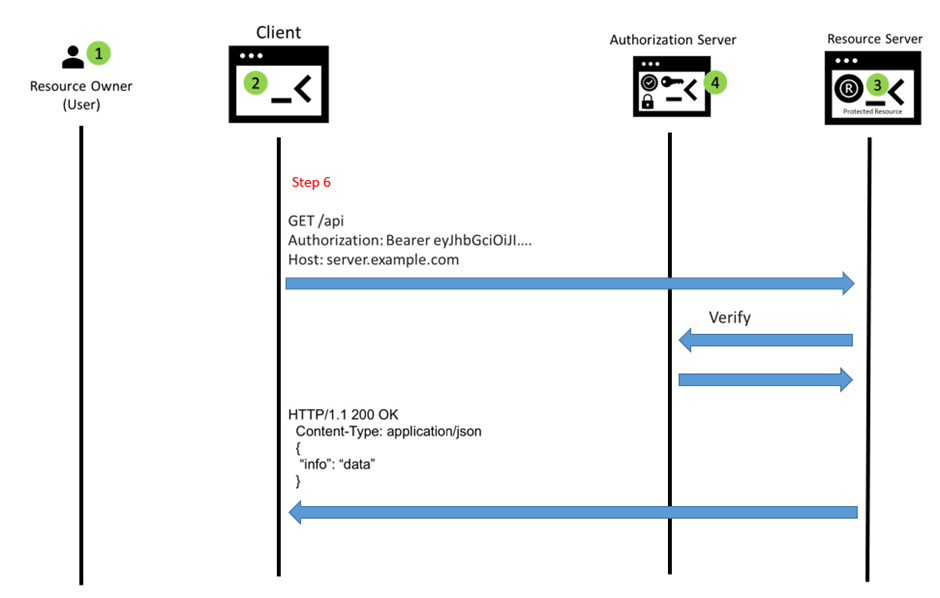 Client
Authorization Server
Resource Server
1
Resource Owner
(User)
2
4
R
3
Protected Resource
Step 6
GET /api
Authorization: Bearer eyJhbGciOiJI....
Host: server.example.com
Verify
HTTP/1.1 200 OK
Content-Type: application/json
{
“info”: “data”
}